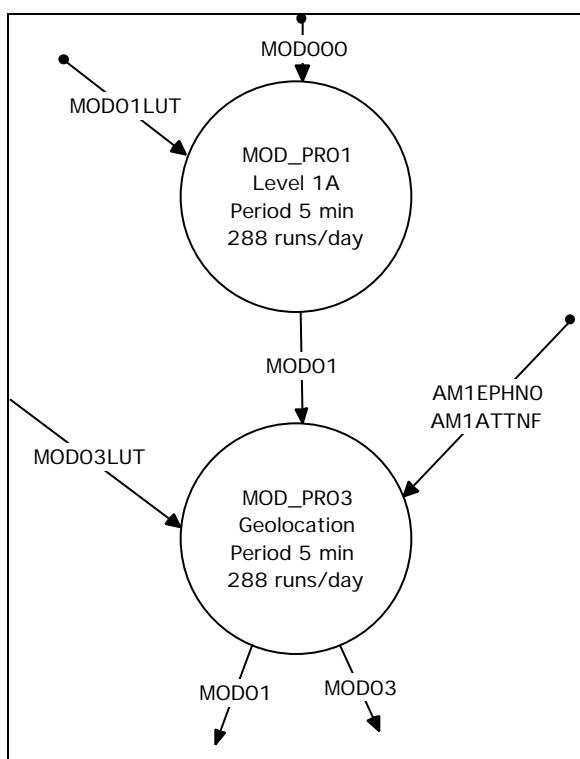 MOD000
MOD01LUT
MOD_PR01
Level 1A
Period 5 min
288 runs/day
MOD01
AM1EPHN0
AM1ATTNF
MOD03LUT
MOD_PR03
Geolocation
Period 5 min
288 runs/day
MOD01
MOD03